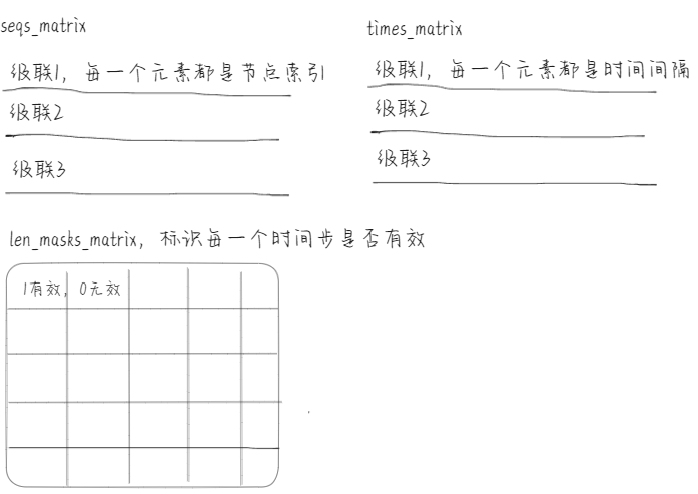 seqs_matrix
级联1，每一个元素都是节点索引
级联2
级联3
times_matrix
级联1，每一个元素都是时间间隔
级联2
级联3
len_masks_matrix，标识每一个时间步是否有效
1有效，0无效